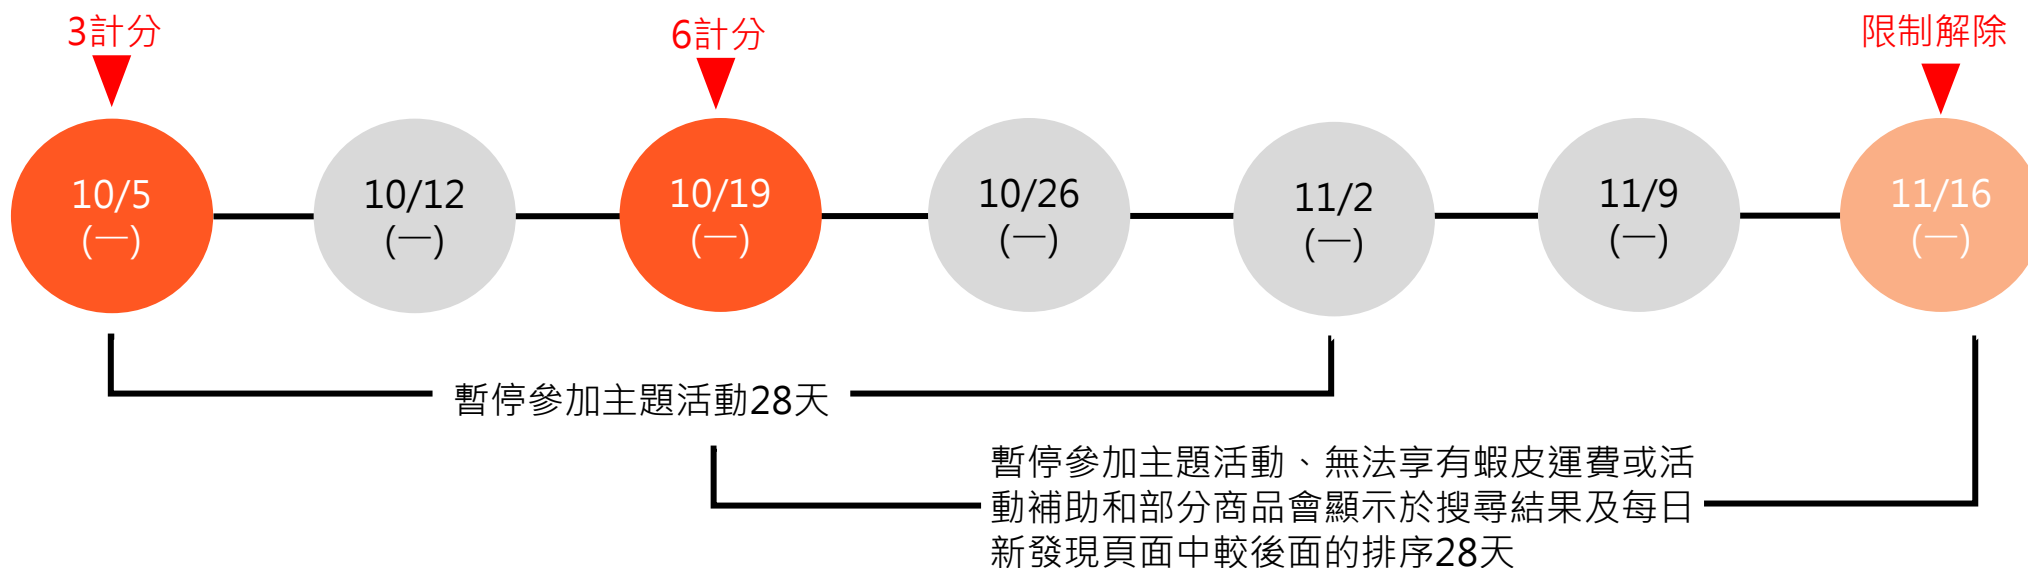 3計分
6計分
限制解除
10/5
(一)
10/12
(一)
10/19
(一)
10/26
(一)
11/2
(一)
11/9
(一)
11/16
(一)
暫停參加主題活動28天
暫停參加主題活動、無法享有蝦皮運費或活
動補助和部分商品會顯示於搜尋結果及每日
新發現頁面中較後面的排序28天